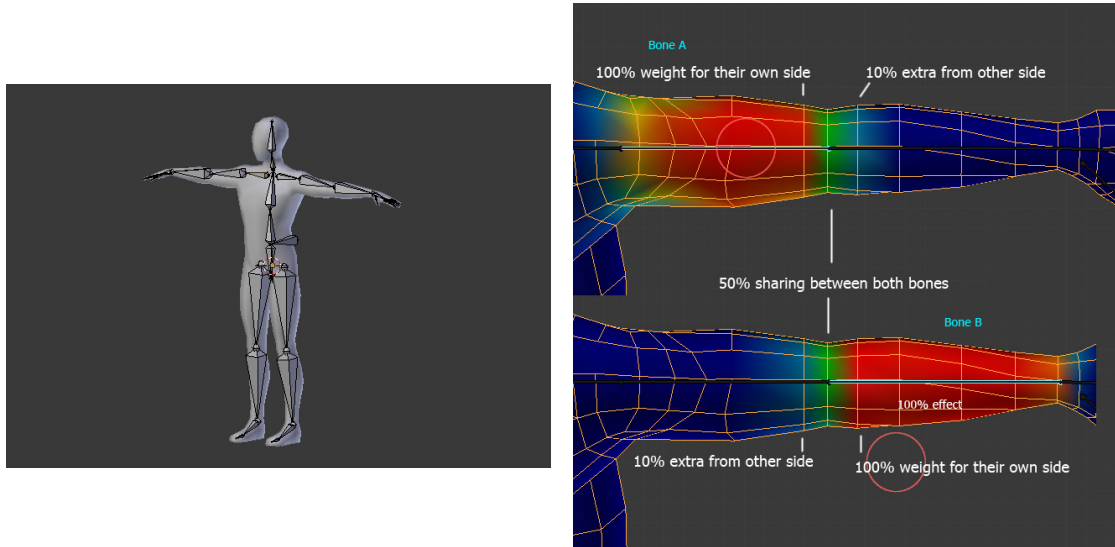 Bone A
100% weight for their own side
10% extra from other side
50% sharing between both bones
Bone B
100% effect
10% extra from other side
100% weight for their own side